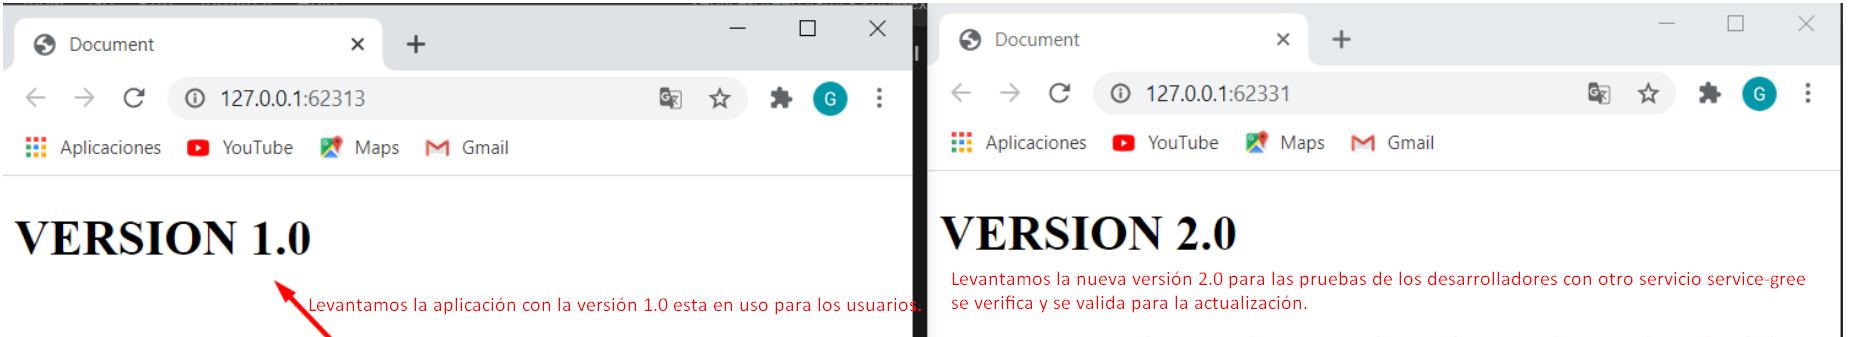 Document
127.0.0.1:62313
G
Aplicaciones YouTube Maps Gmail
VERSION 1.0
Levantamos la aplicación con la versión 1.0 esta en uso para los usuarios.
Document
127.0.0.1:62331
G
Aplicaciones YouTube Maps Gmail
VERSION 2.0
Levantamos la nueva versión 2.0 para las pruebas de los desarrolladores con otro servicio service-gree
se verifica y se valida para la actualización.